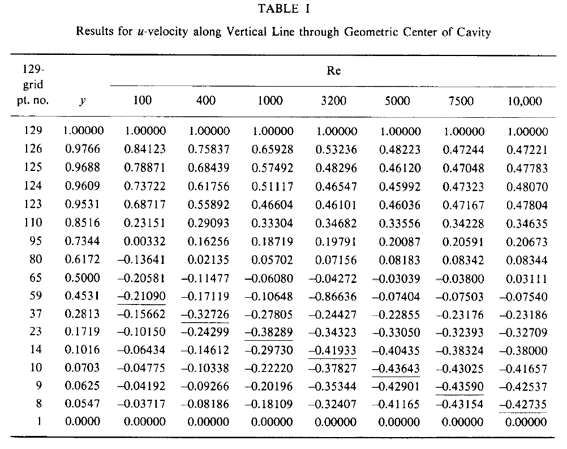 TABLE I
Results for u-velocity along Vertical Line through Geometric Center of Cavity
129-
grid
pt. no. y Re
100 400 1000 3200 5000 7500 10,000
129 1.00000 1.00000 1.00000 1.00000 1.00000 1.00000 1.00000 1.00000
126 0.9766 0.84123 0.75837 0.65928 0.53236 0.48223 0.47244 0.47221
125 0.9688 0.78871 0.68439 0.57492 0.48296 0.46120 0.47048 0.47783
124 0.9609 0.73722 0.61756 0.51117 0.46547 0.45992 0.47323 0.48070
123 0.9531 0.68717 0.55892 0.46604 0.46101 0.46036 0.47167 0.47804
110 0.8516 0.23151 0.29093 0.33304 0.34682 0.33556 0.34228 0.34635
95 0.7344 0.00332 0.16256 0.18719 0.19791 0.20087 0.20591 0.20673
80 0.6172 -0.13641 0.02135 0.05702 0.07156 0.08183 0.08342 0.08344
65 0.5000 -0.20581 -0.11477 -0.06080 -0.04272 -0.03039 -0.03800 0.03111
59 0.4531 -0.21090 -0.17119 -0.10648 -0.86636 -0.07404 -0.07503 -0.07540
37 0.2813 -0.15662 -0.32726 -0.27805 -0.24427 -0.22855 -0.23176 -0.23186
23 0.1719 -0.10150 -0.24299 -0.38289 -0.34323 -0.33050 -0.32393 -0.32709
14 0.1016 -0.06434 -0.14612 -0.29730 -0.41933 -0.40435 -0.38324 -0.38000
10 0.0703 -0.04775 -0.10338 -0.22220 -0.37827 -0.43643 -0.43025 -0.41657
9 0.0625 -0.04192 -0.09266 -0.20196 -0.35344 -0.42901 -0.43590 -0.42537
8 0.0547 -0.03717 -0.08186 -0.18109 -0.32407 -0.41165 -0.43154 -0.42735
1 0.0000 0.00000 0.00000 0.00000 0.00000 0.00000 0.00000 0.00000